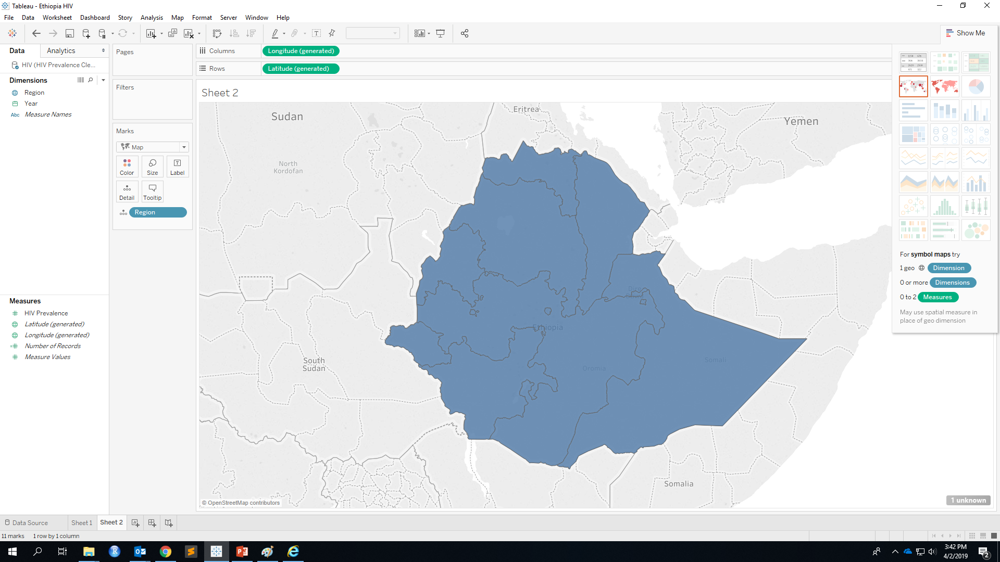 Tableau - Ethiopia HIV
File Data Worksheet Dashboard Story Analysis Map Format Server Window Help
Show Me
Data
Analytics
HIV (HIV Prevalence Cle...
Dimensions
Region
Year
Abc Measure Names
Measures
HIV Prevalence
Latitude (generated)
Longitude (generated)
Number of Records
Measure Values
Pages
Filters
Marks
Map
Color Size Label
Detail Tooltip
Region
Columns Longitude (generated)
Rows Latitude (generated)
Sheet 2
Sudan
Eritrea
Yemen
North
Kordofan
Dire
Ethiopia
Oromia
Somali
South
Sudan
Somalia
© OpenStreetMap contributors
1 unknown
For symbol maps try
1 geo Dimension
0 or more Dimensions
0 to 2 Measures
May use spatial measure in
place of geo dimension
Data Source Sheet 1 Sheet 2
11 marks 1 row by 1 column
3:42 PM
4/2/2019
2